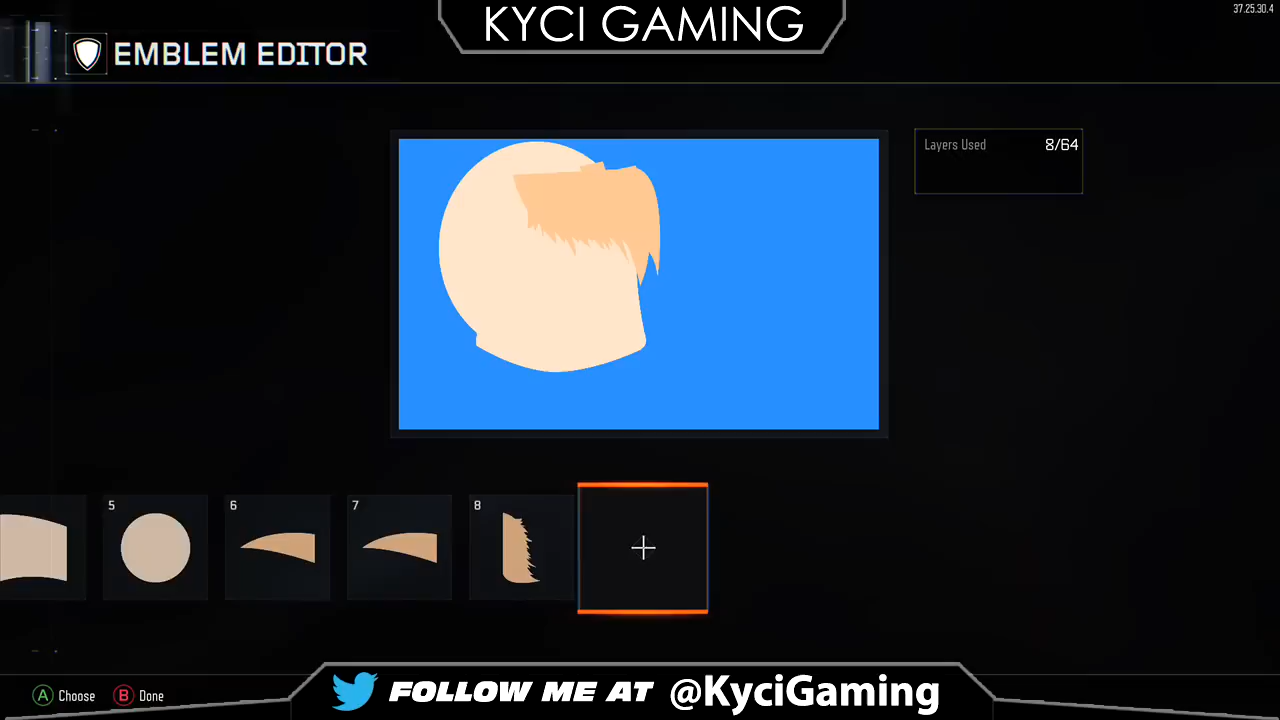 KYCI GAMING
37.25.30.4
EMBLEM EDITOR
Layers Used 8/64
5 6 7 8
A Choose B Done
FOLLOW ME AT @KyciGaming